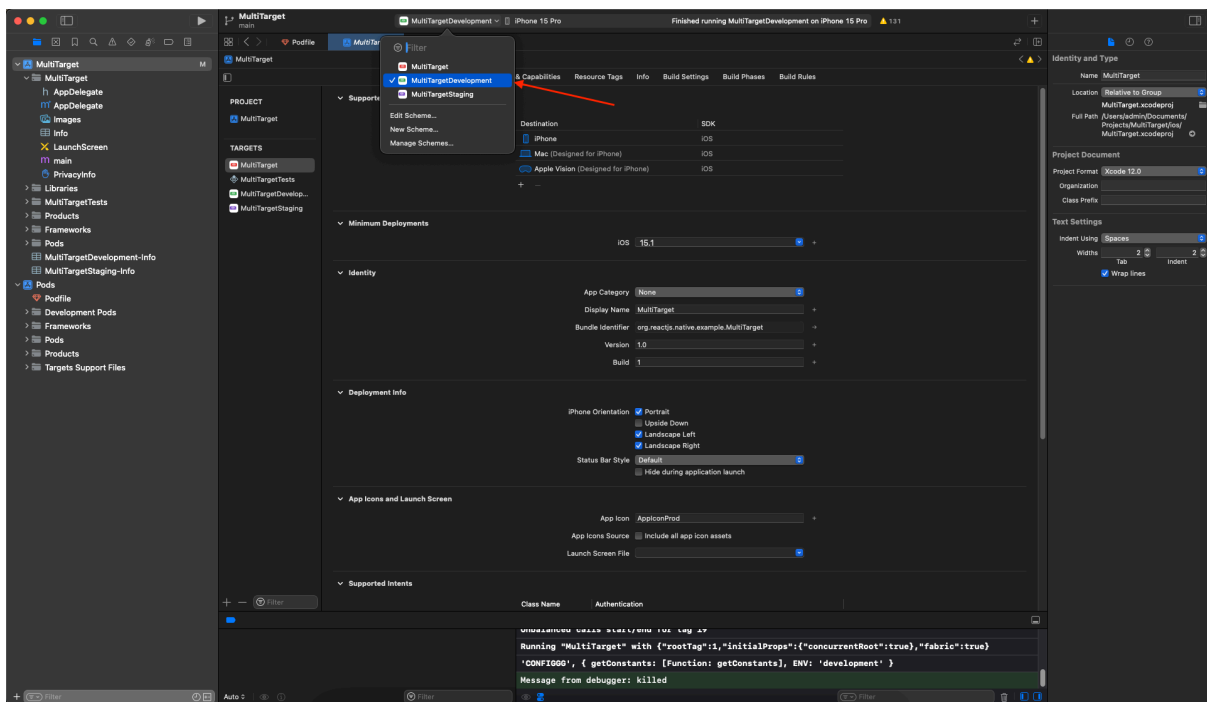 MultiTarget
main
MultiTargetDevelopment
iPhone 15 Pro
Finished running MultiTargetDevelopment on iPhone 15 Pro
131
Podfile
Filter
MultiTarget
MultiTargetDevelopment
MultiTargetStaging
Edit Scheme...
New Scheme...
Manage Schemes...
MultiTarget M
MultiTarget
AppDelegate
AppDelegate
Images
Info
LaunchScreen
main
PrivacyInfo
Libraries
MultiTargetTests
Products
Frameworks
Pods
MultiTargetDevelopment-Info
MultiTargetStaging-Info
Pods
Podfile
Development Pods
Frameworks
Pods
Products
Targets Support Files
Filter
MultiTarget
PROJECT
MultiTarget
TARGETS
MultiTarget
MultiTargetTests
MultiTargetDevelop...
MultiTargetStaging
Filter
& Capabilities Resource Tags Info Build Settings Build Phases Build Rules
Destination SDK
iPhone iOS
Mac (Designed for iPhone) iOS
Apple Vision (Designed for iPhone) iOS
Minimum Deployments
iOS 15.1
Identity
App Category None
Display Name MultiTarget
Bundle Identifier org.reactjs.native.example.MultiTarget
Version 1.0
Build 1
Deployment Info
iPhone Orientation Portrait
Upside Down
Landscape Left
Landscape Right
Status Bar Style Default
Hide during application launch
App Icons and Launch Screen
App Icon AppIconProd
App Icons Source Include all app icon assets
Launch Screen File
Supported Intents
Class Name Authentication
Running "MultiTarget" with {"rootTag":1,"initialProps":{"concurrentRoot":true},"fabric":true}
'CONFIGGG', { getConstants: [Function: getConstants], ENV: 'development' }
Message from debugger: killed
Auto
Filter
Filter
Identity and Type
Name MultiTarget
Location Relative to Group
MultiTarget.xcodeproj
Full Path /Users/admin/Documents/
Projects/MultiTarget/ios/
MultiTarget.xcodeproj
Project Document
Project Format Xcode 12.0
Organization
Class Prefix
Text Settings
Indent Using Spaces
Widths 2 2
Tab Indent
Wrap lines